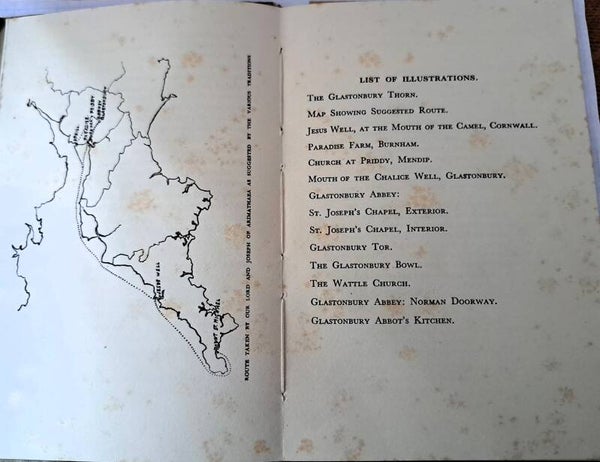 ROUTE TAKEN BY OUR LORD AND JOSEPH OF ARIMATHAEA AS SUGGESTED BY THE VARIOUS TRADITIONS
JESUS WELL
LIST OF ILLUSTRATIONS.
The Glastonbury Thorn.
Map Showing Suggested Route.
Jesus Well, at the Mouth of the Camel, Cornwall.
Paradise Farm, Burnham.
Church at Priddy, Mendip.
Mouth of the Chalice Well, Glastonbury.
Glastonbury Abbey:
St. Joseph's Chapel, Exterior.
St. Joseph's Chapel, Interior.
Glastonbury Tor.
The Glastonbury Bowl.
The Wattle Church.
Glastonbury Abbey: Norman Doorway.
Glastonbury Abbot's Kitchen.